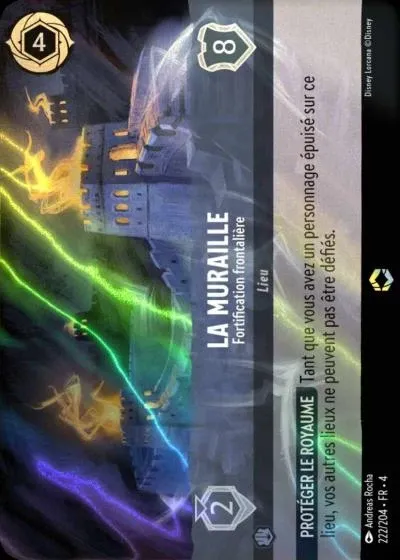 4
8
LA MURAILLE
Fortification frontalière
Lieu
2
PROTÉGER LE ROYAUME Tant que vous avez un personnage épuisé sur ce
lieu, vos autres lieux ne peuvent pas être défiés.
Andreas Rocha
222/204 • FR • 4
Disney Lorcana ©Disney